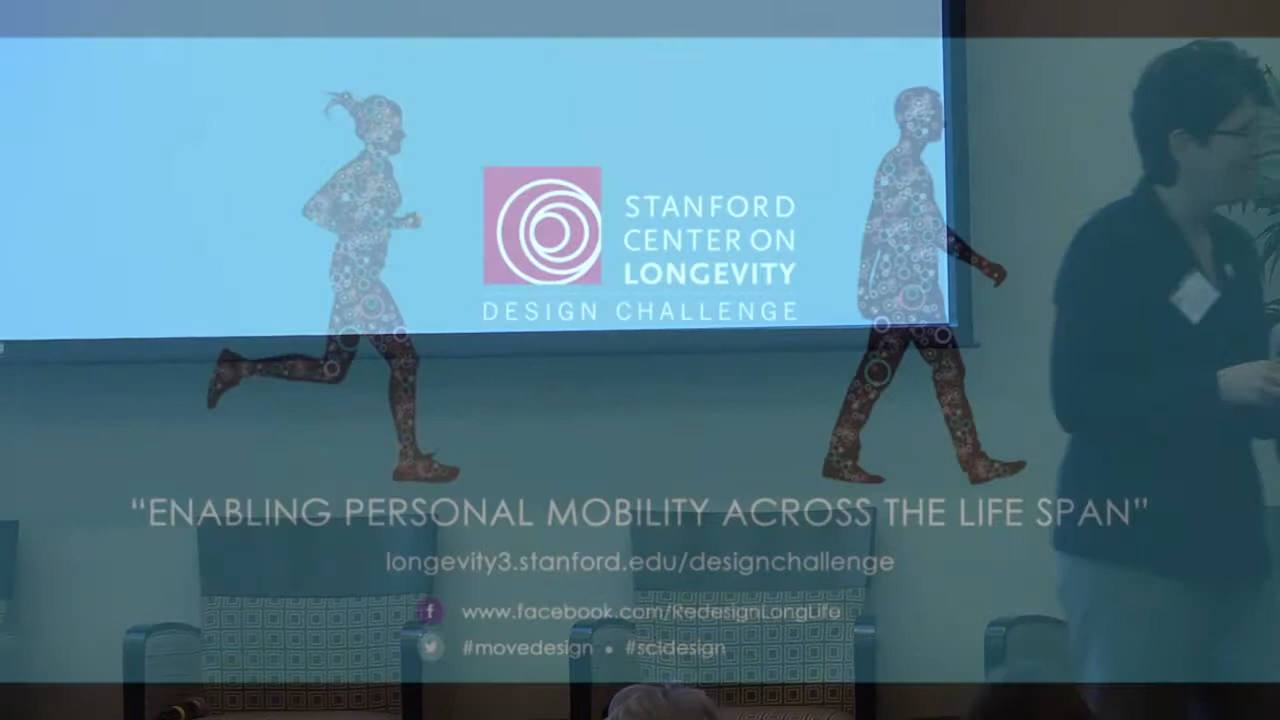 STANFORD
CENTER ON
LONGEVITY
DESIGN CHALLENGE
“ENABLING PERSONAL MOBILITY ACROSS THE LIFE SPAN”
longevity3.stanford.edu/designchallenge
f www.facebook.com/RedesignLongLife
#movedesign • #scidesign